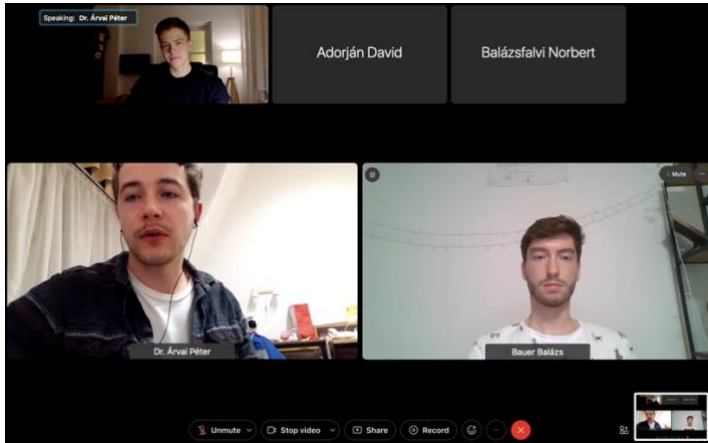 Speaking: Dr. Árvai Péter
Adorján David
Balázsfalvi Norbert
Mute
Dr. Árvai Péter
Bauer Balázs
Unmute
Stop video
Share
Record